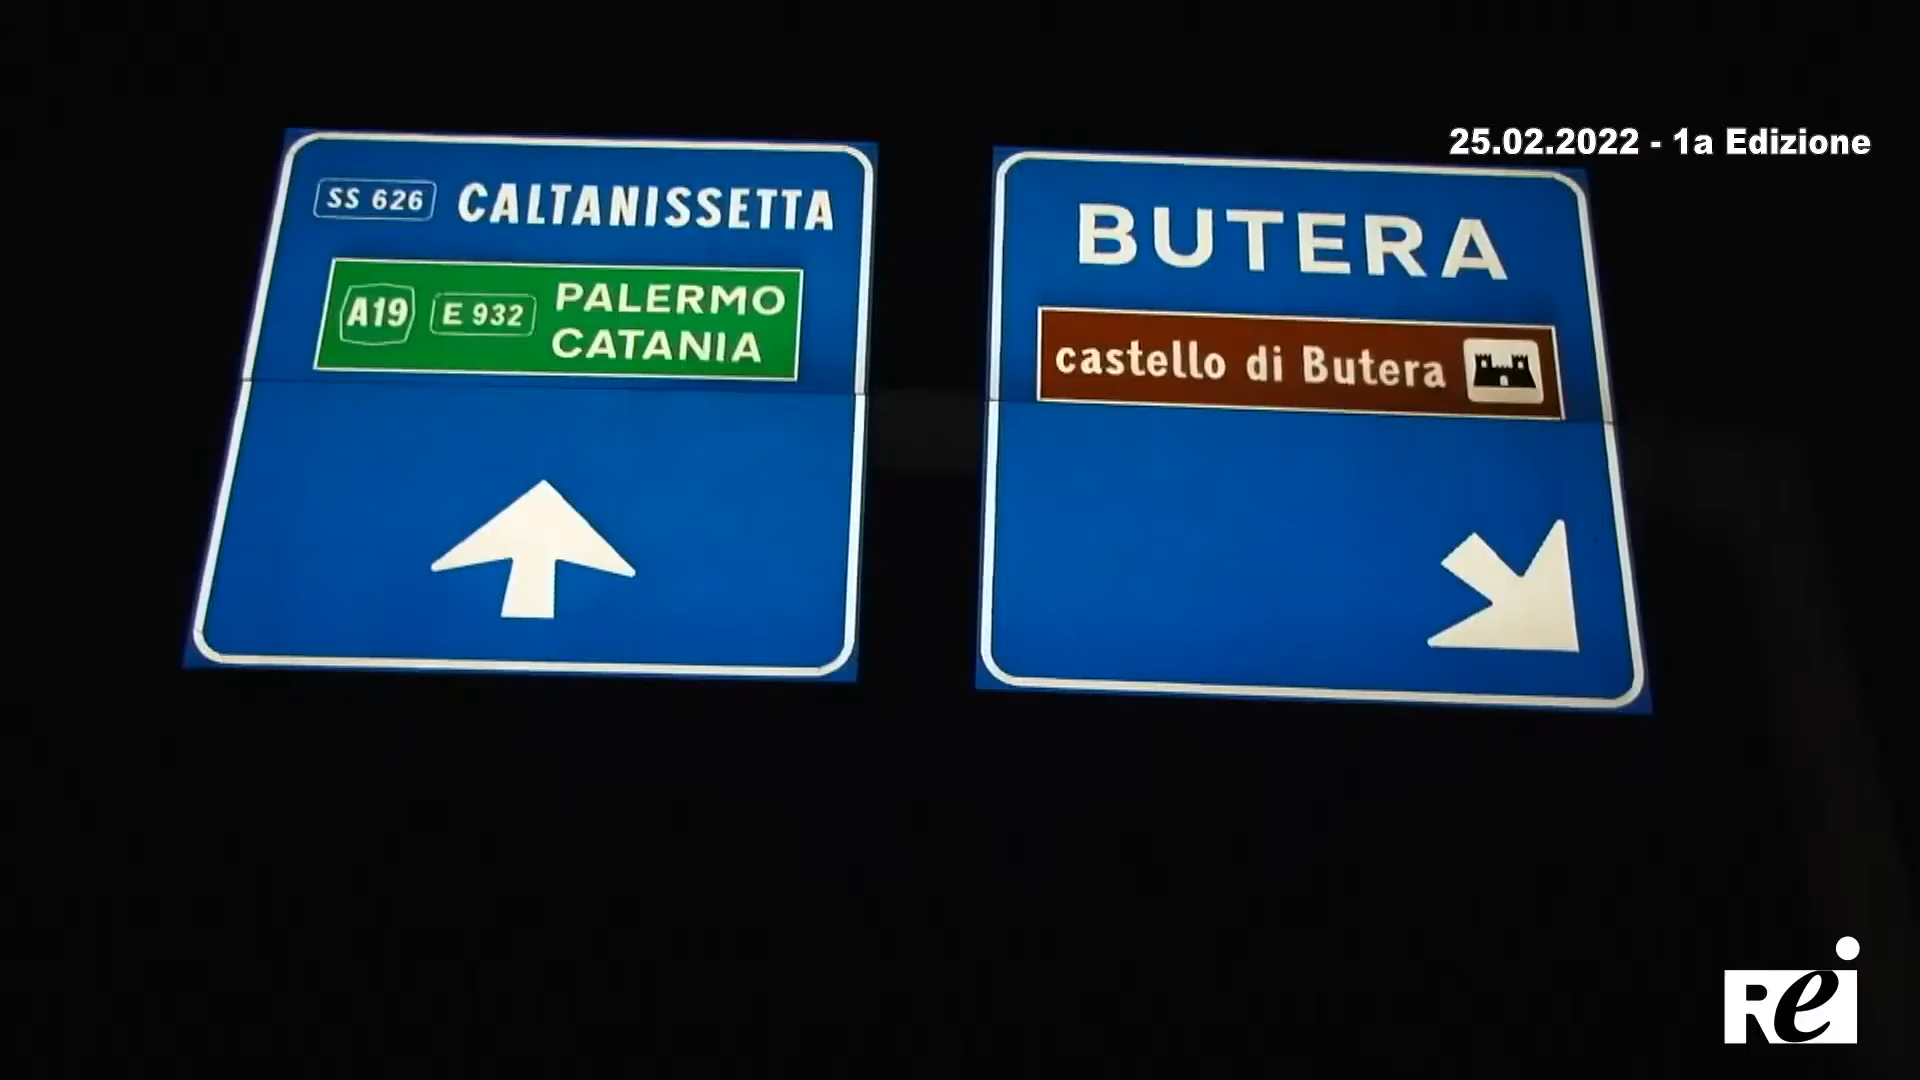 25.02.2022 - 1a Edizione
SS 626 CALTANISSETTA
A19 E 932 PALERMO
CATANIA
BUTERA
castello di Butera
Rei